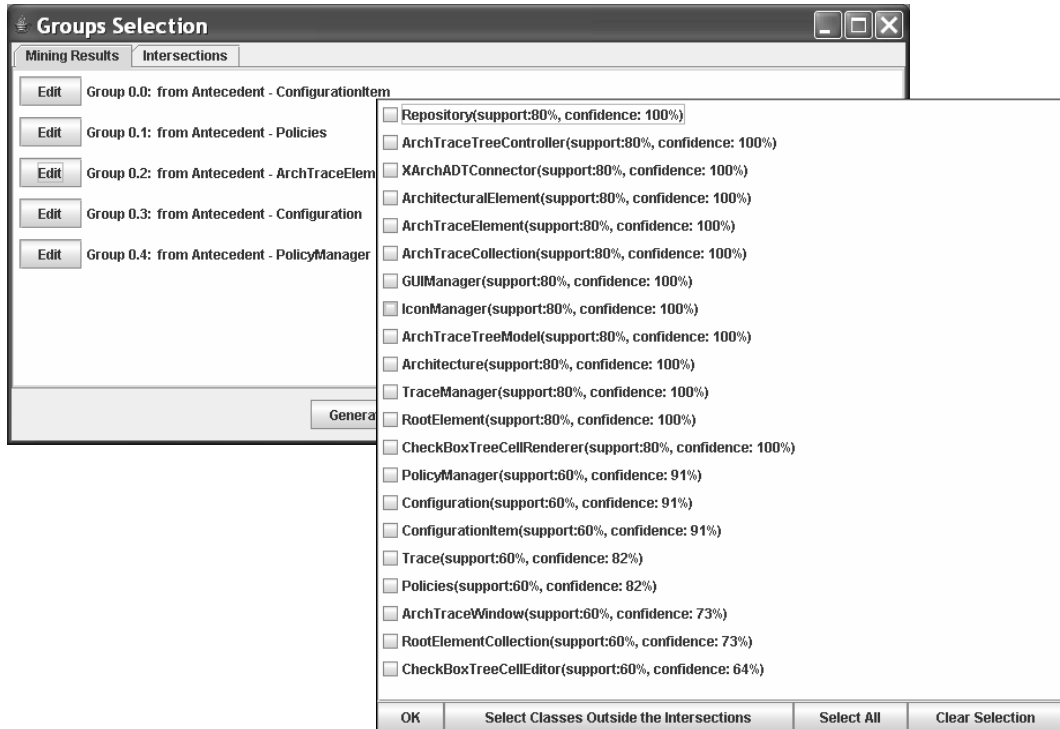 Groups Selection
Mining Results
Intersections
Edit
Group 0.0: from Antecedent - ConfigurationItem
Edit
Group 0.1: from Antecedent - Policies
Edit
Group 0.2: from Antecedent - ArchTraceElem
Edit
Group 0.3: from Antecedent - Configuration
Edit
Group 0.4: from Antecedent - PolicyManager
Genera
Repository(support:80%, confidence: 100%)
ArchTraceTreeController(support:80%, confidence: 100%)
XArchADTConnector(support:80%, confidence: 100%)
ArchitecturalElement(support:80%, confidence: 100%)
ArchTraceElement(support:80%, confidence: 100%)
ArchTraceCollection(support:80%, confidence: 100%)
GUIManager(support:80%, confidence: 100%)
IconManager(support:80%, confidence: 100%)
ArchTraceTreeModel(support:80%, confidence: 100%)
Architecture(support:80%, confidence: 100%)
TraceManager(support:80%, confidence: 100%)
RootElement(support:80%, confidence: 100%)
CheckBoxTreeCellRenderer(support:80%, confidence: 100%)
PolicyManager(support:60%, confidence: 91%)
Configuration(support:60%, confidence: 91%)
ConfigurationItem(support:60%, confidence: 91%)
Trace(support:60%, confidence: 82%)
Policies(support:60%, confidence: 82%)
ArchTraceWindow(support:60%, confidence: 73%)
RootElementCollection(support:60%, confidence: 73%)
CheckBoxTreeCellEditor(support:60%, confidence: 64%)
OK
Select Classes Outside the Intersections
Select All
Clear Selection